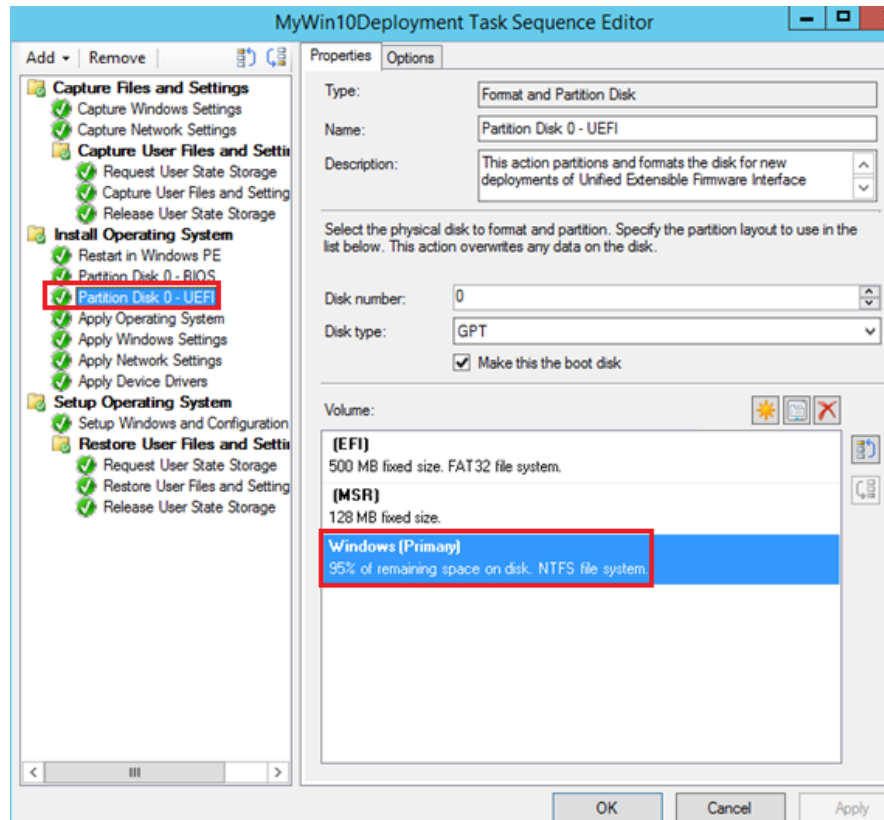 MyWin10Deployment Task Sequence Editor
Add Remove
Properties Options
Capture Files and Settings
Capture Windows Settings
Capture Network Settings
Capture User Files and Settin
Request User State Storage
Capture User Files and Setting
Release User State Storage
Install Operating System
Restart in Windows PE
Partition Disk 0 - BIOS
Partition Disk 0 - UEFI
Apply Operating System
Apply Windows Settings
Apply Network Settings
Apply Device Drivers
Setup Operating System
Setup Windows and Configuration
Restore User Files and Settin
Request User State Storage
Restore User Files and Setting
Release User State Storage
Type: Format and Partition Disk
Name: Partition Disk 0 - UEFI
Description: This action partitions and formats the disk for new
deployments of Unified Extensible Firmware Interface
Select the physical disk to format and partition. Specify the partition layout to use in the
list below. This action overwrites any data on the disk.
Disk number: 0
Disk type: GPT
Make this the boot disk
Volume:
(EFI)
500 MB fixed size. FAT32 file system.
(MSR)
128 MB fixed size.
Windows (Primary)
95% of remaining space on disk. NTFS file system.
OK Cancel Apply